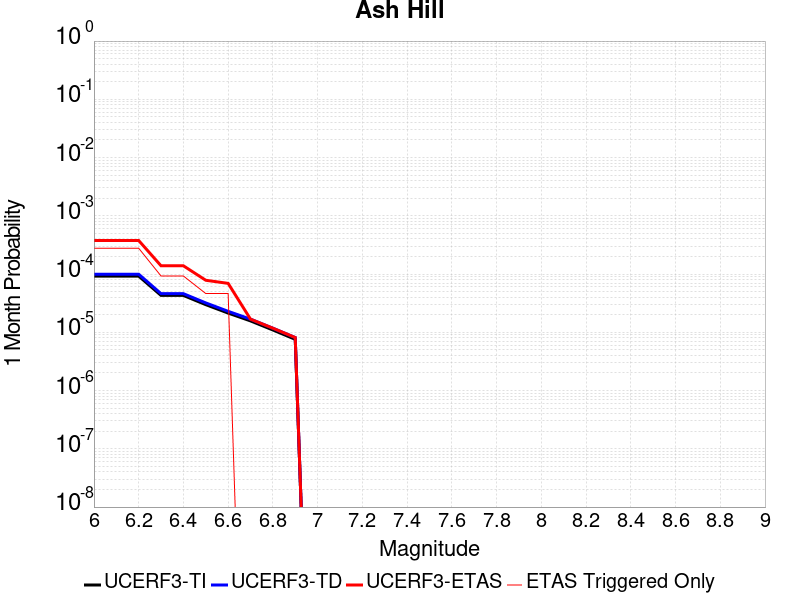 Ash Hill
10^0
10^-1
10^-2
10^-3
10^-4
10^-5
10^-6
10^-7
10^-8
1 Month Probability
6 6.2 6.4 6.6 6.8 7 7.2 7.4 7.6 7.8 8 8.2 8.4 8.6 8.8 9
Magnitude
UCERF3-TI UCERF3-TD UCERF3-ETAS ETAS Triggered Only